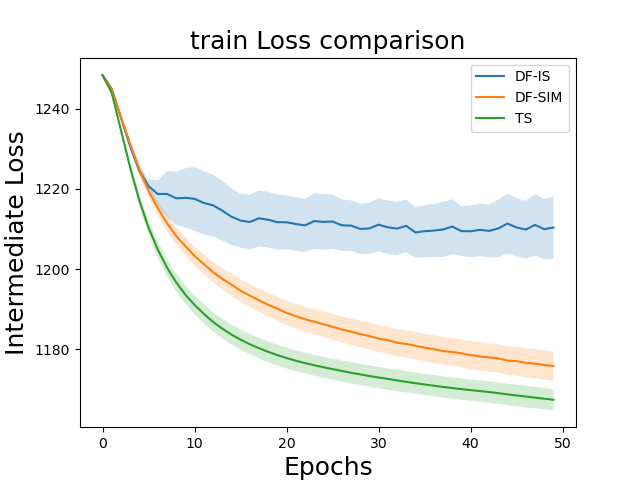 train Loss comparison
Intermediate Loss
1240
1220
1200
1180
DF-IS
DF-SIM
TS
0 10 20 30 40 50
Epochs